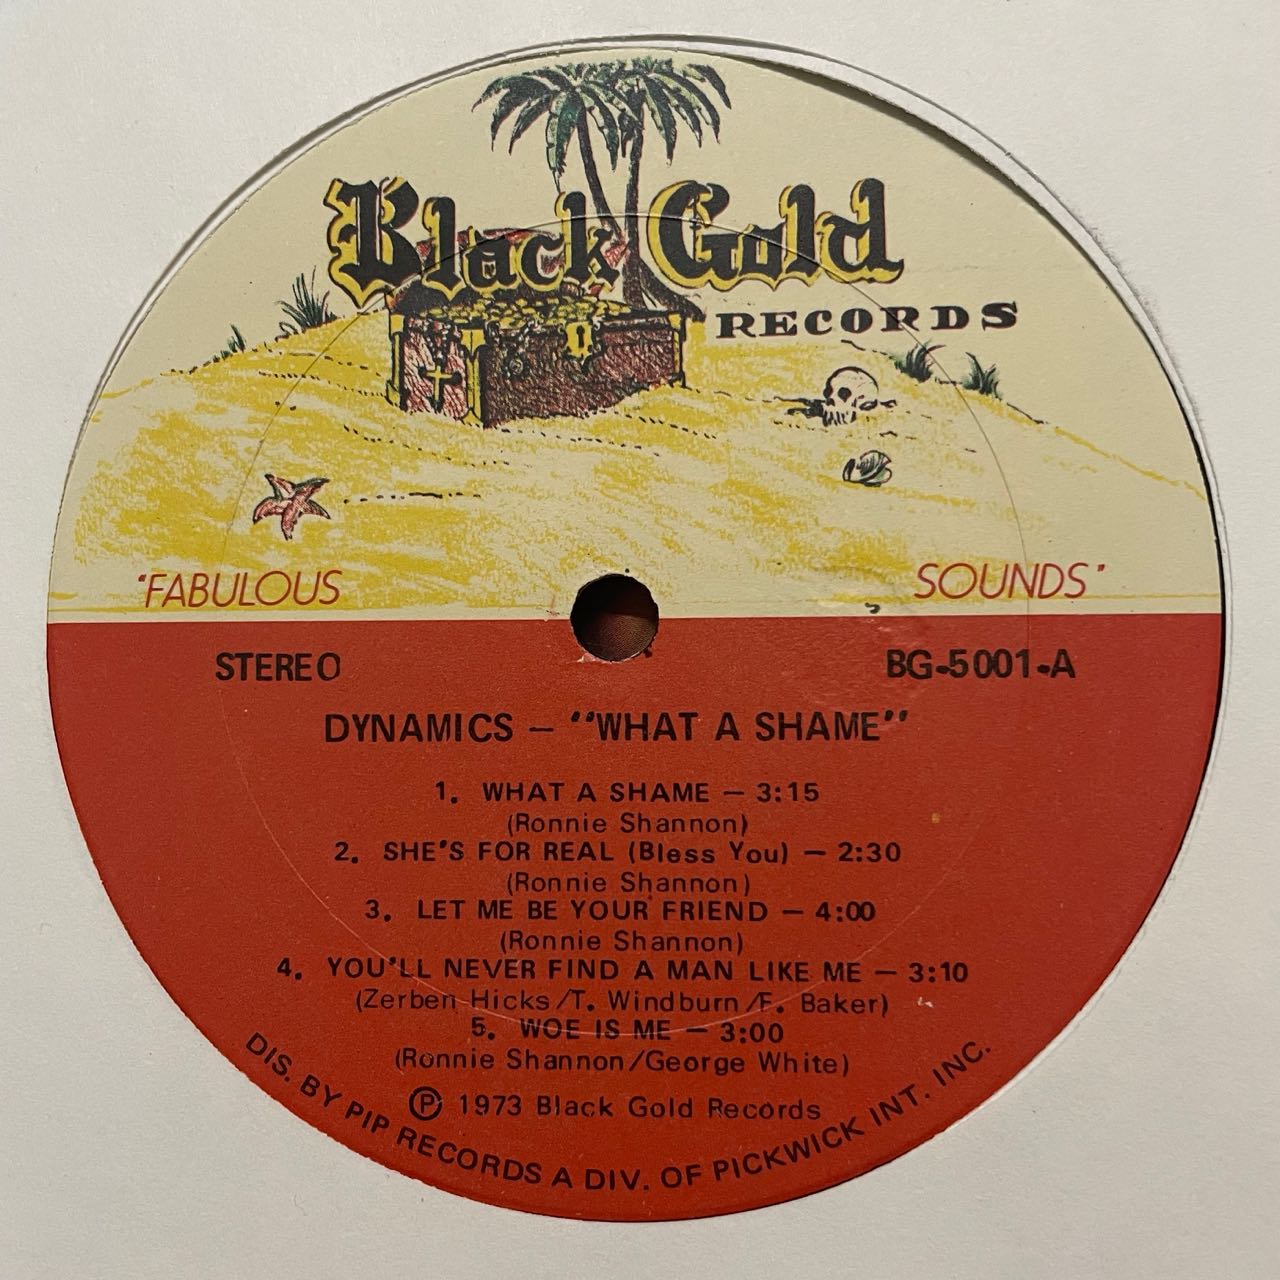 Black Gold
RECORDS
"FABULOUS SOUNDS"
STEREO BG-5001-A
DYNAMICS – "WHAT A SHAME"
1. WHAT A SHAME – 3:15
(Ronnie Shannon)
2. SHE'S FOR REAL (Bless You) – 2:30
(Ronnie Shannon)
3. LET ME BE YOUR FRIEND – 4:00
(Ronnie Shannon)
4. YOU'LL NEVER FIND A MAN LIKE ME – 3:10
(Zerben Hicks/T. Windburn/F. Baker)
5. WOE IS ME – 3:00
(Ronnie Shannon/George White)
℗ 1973 Black Gold Records
DIS. BY PIP RECORDS A DIV. OF PICKWICK INT. INC.